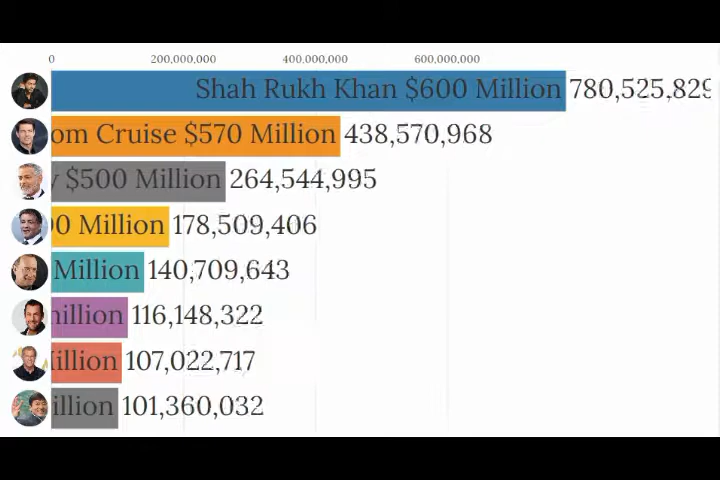 0 200,000,000 400,000,000 600,000,000
Shah Rukh Khan $600 Million 780,525,829
om Cruise $570 Million 438,570,968
$500 Million 264,544,995
0 Million 178,509,406
Million 140,709,643
illion 116,148,322
illion 107,022,717
illion 101,360,032